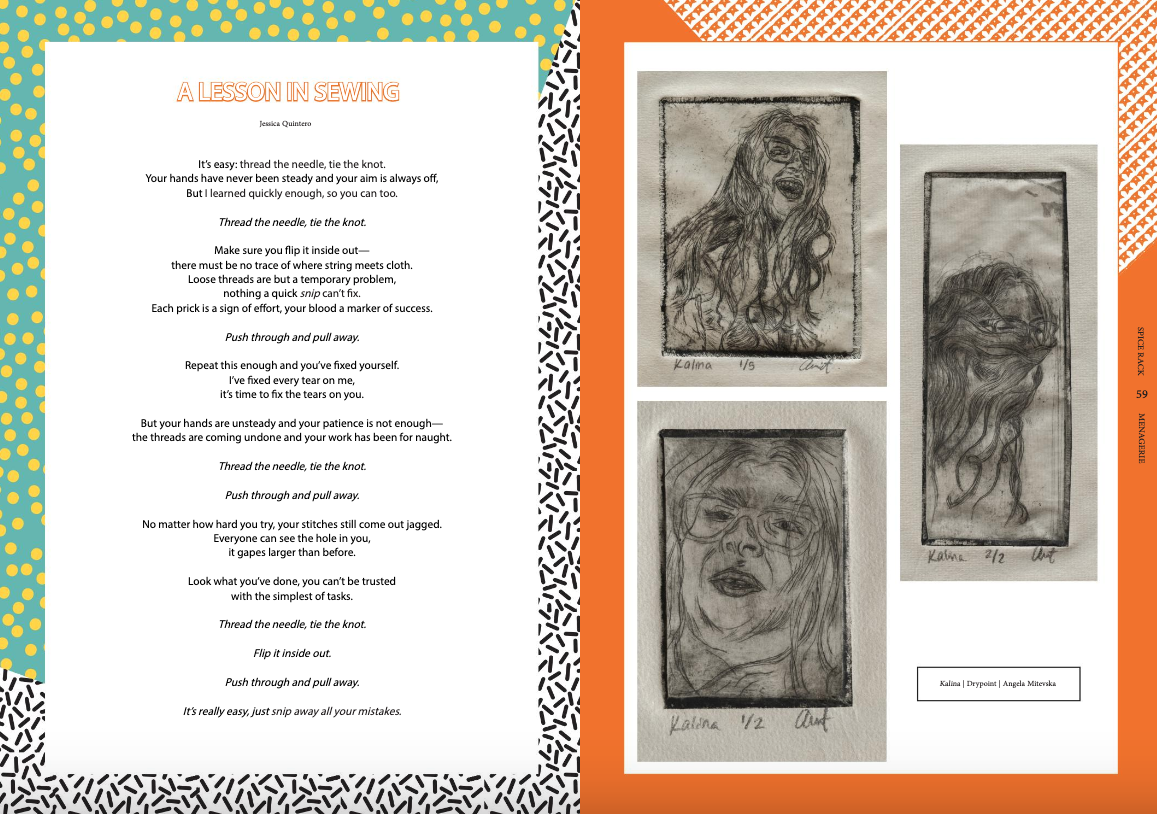 A LESSON IN SEWING
Jessica Quintero
It's easy: thread the needle, tie the knot.
Your hands have never been steady and your aim is always off,
But I learned quickly enough, so you can too.
Thread the needle, tie the knot.
Make sure you flip it inside out—
there must be no trace of where string meets cloth.
Loose threads are but a temporary problem,
nothing a quick snip can't fix.
Each prick is a sign of effort, your blood a marker of success.
Push through and pull away.
Repeat this enough and you've fixed yourself.
I've fixed every tear on me,
it's time to fix the tears on you.
But your hands are unsteady and your patience is not enough—
the threads are coming undone and your work has been for naught.
Thread the needle, tie the knot.
Push through and pull away.
No matter how hard you try, your stitches still come out jagged.
Everyone can see the hole in you,
it gapes larger than before.
Look what you've done, you can't be trusted
with the simplest of tasks.
Thread the needle, tie the knot.
Flip it inside out.
Push through and pull away.
It's really easy, just snip away all your mistakes.
Kalina 1/5
Kalina 2/2
Kalina 1/2
Kalina | Drypoint | Angela Mitevska
SPICE RACK
59
MENAGERIE